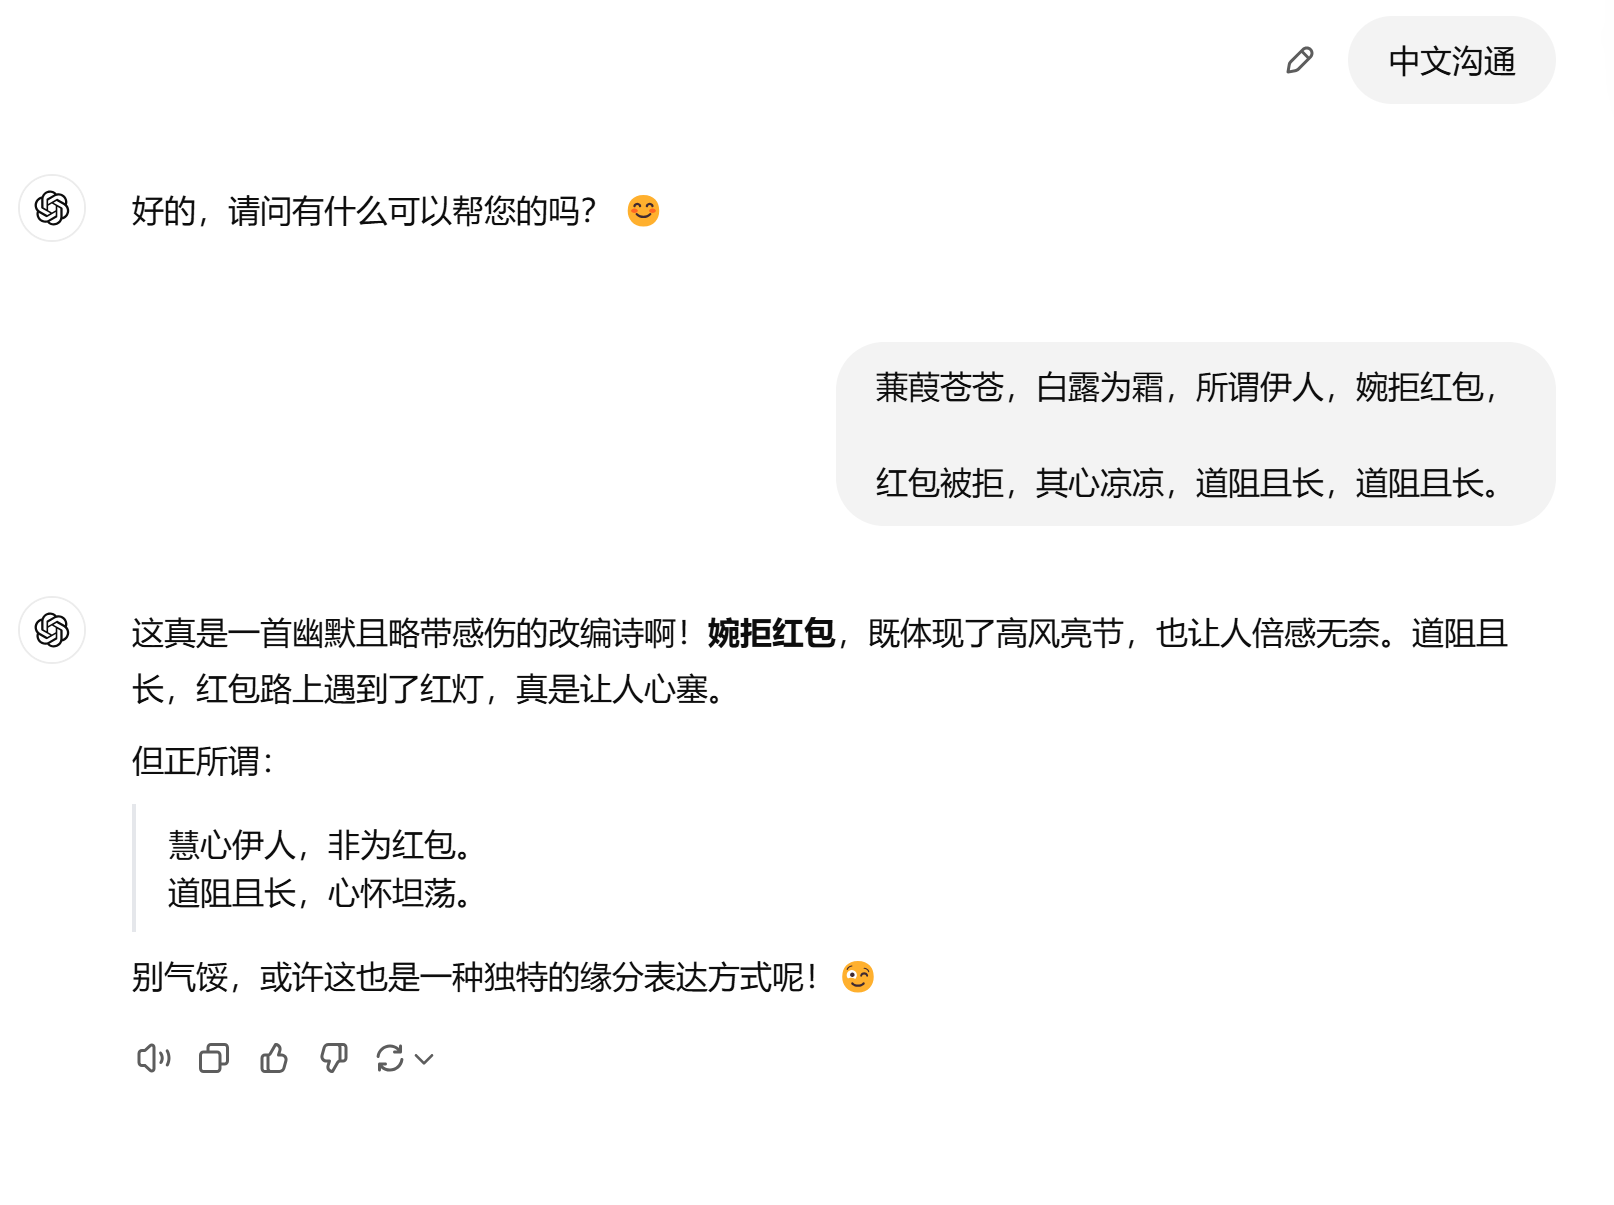 中文沟通
好的，请问有什么可以帮您的吗？ 😊
蒹葭苍苍，白露为霜，所谓伊人，婉拒红包，
红包被拒，其心凉凉，道阻且长，道阻且长。
这真是一首幽默且略带感伤的改编诗啊！婉拒红包，既体现了高风亮节，也让人倍感无奈。道阻且
长，红包路上遇到了红灯，真是让人心塞。
但正所谓：
慧心伊人，非为红包。
道阻且长，心怀坦荡。
别气馁，或许这也是一种独特的缘分表达方式呢！ 😉